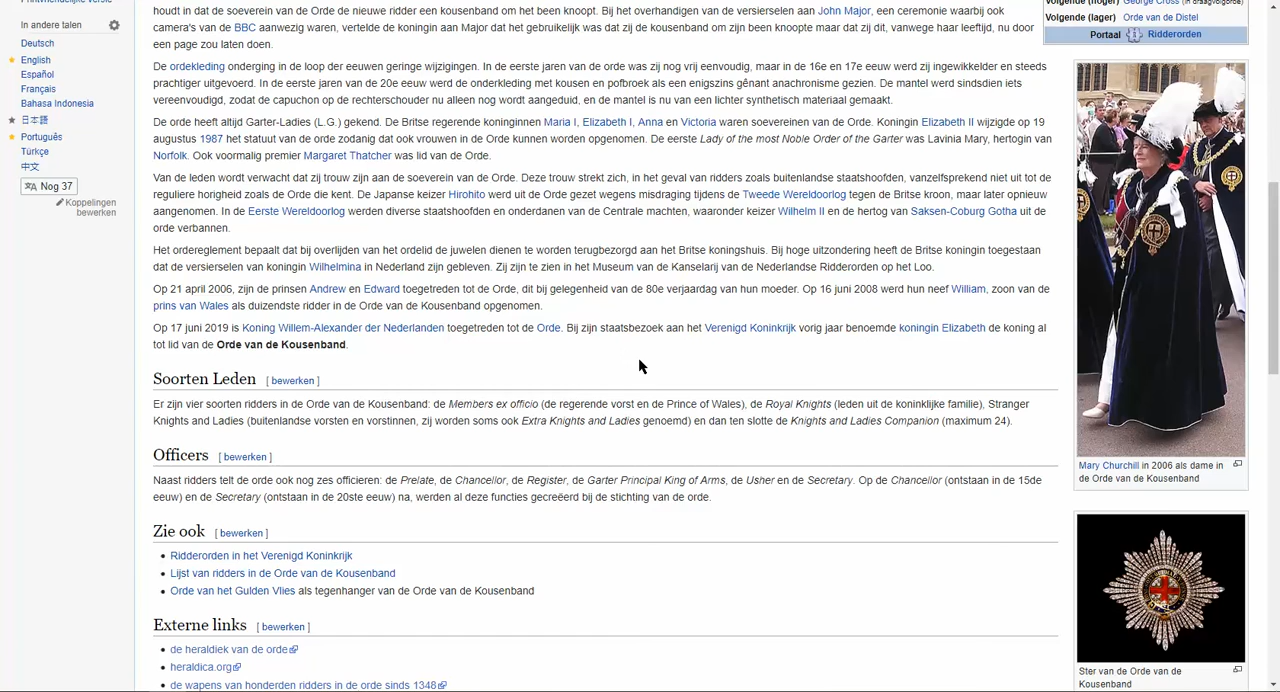 Printvriendelijke versie
In andere talen
Deutsch
English
Español
Français
Bahasa Indonesia
日本語
Português
Türkçe
中文
Nog 37
Koppelingen
bewerken
houdt in dat de soeverein van de Orde de nieuwe ridder een kousenband om het been knoopt. Bij het overhandigen van de versierselen aan John Major, een ceremonie waarbij ook
camera's van de BBC aanwezig waren, vertelde de koningin aan Major dat het gebruikelijk was dat zij de kousenband om zijn been knoopte maar dat zij dit, vanwege haar leeftijd, nu door
een page zou laten doen.
De ordekleding onderging in de loop der eeuwen geringe wijzigingen. In de eerste jaren van de orde was zij nog vrij eenvoudig, maar in de 16e en 17e eeuw werd zij ingewikkelder en steeds
prachtiger uitgevoerd. In de eerste jaren van de 20e eeuw werd de onderkleding met kousen en pofbroek als een enigszins gênant anachronisme gezien. De mantel werd sindsdien iets
vereenvoudigd, zodat de capuchon op de rechterschouder nu alleen nog wordt aangeduid, en de mantel is nu van een lichter synthetisch materiaal gemaakt.
De orde heeft altijd Garter-Ladies (L.G.) gekend. De Britse regerende koninginnen Maria I, Elizabeth I, Anna en Victoria waren soevereinen van de Orde. Koningin Elizabeth II wijzigde op 19
augustus 1987 het statuut van de orde zodanig dat ook vrouwen in de Orde kunnen worden opgenomen. De eerste Lady of the most Noble Order of the Garter was Lavinia Mary, hertogin van
Norfolk. Ook voormalig premier Margaret Thatcher was lid van de Orde.
Van de leden wordt verwacht dat zij trouw zijn aan de soeverein van de Orde. Deze trouw strekt zich, in het geval van ridders zoals buitenlandse staatshoofden, vanzelfsprekend niet uit tot de
reguliere horigheid zoals de Orde die kent. De Japanse keizer Hirohito werd uit de Orde gezet wegens misdraging tijdens de Tweede Wereldoorlog tegen de Britse kroon, maar later opnieuw
aangenomen. In de Eerste Wereldoorlog werden diverse staatshoofden en onderdanen van de Centrale machten, waaronder keizer Wilhelm II en de hertog van Saksen-Coburg Gotha uit de
orde verbannen.
Het ordereglement bepaalt dat bij overlijden van het ordelid de juwelen dienen te worden terugbezorgd aan het Britse koningshuis. Bij hoge uitzondering heeft de Britse koningin toegestaan
dat de versierselen van koningin Wilhelmina in Nederland zijn gebleven. Zij zijn te zien in het Museum van de Kanselarij van de Nederlandse Ridderorden op het Loo.
Op 21 april 2006, zijn de prinsen Andrew en Edward toegetreden tot de Orde, dit bij gelegenheid van de 80e verjaardag van hun moeder. Op 16 juni 2008 werd hun neef William, zoon van de
prins van Wales als duizendste ridder in de Orde van de Kousenband opgenomen.
Op 17 juni 2019 is Koning Willem-Alexander der Nederlanden toegetreden tot de Orde. Bij zijn staatsbezoek aan het Verenigd Koninkrijk vorig jaar benoemde koningin Elizabeth de koning al
tot lid van de Orde van de Kousenband.
Soorten Leden [ bewerken ]
Er zijn vier soorten ridders in de Orde van de Kousenband: de Members ex officio (de regerende vorst en de Prince of Wales), de Royal Knights (leden uit de koninklijke familie), Stranger
Knights and Ladies (buitenlandse vorsten en vorstinnen, zij worden soms ook Extra Knights and Ladies genoemd) en dan ten slotte de Knights and Ladies Companion (maximum 24).
Officers [ bewerken ]
Naast ridders telt de orde ook nog zes officieren: de Prelate, de Chancellor, de Register, de Garter Principal King of Arms, de Usher en de Secretary. Op de Chancellor (ontstaan in de 15de
eeuw) en de Secretary (ontstaan in de 20ste eeuw) na, werden al deze functies gecreëerd bij de stichting van de orde.
Zie ook [ bewerken ]
Ridderorden in het Verenigd Koninkrijk
Lijst van ridders in de Orde van de Kousenband
Orde van het Gulden Vlies als tegenhanger van de Orde van de Kousenband
Externe links [ bewerken ]
de heraldiek van de orde
heraldica.org
de wapens van honderden ridders in de orde sinds 1348
Volgende (hoger) George Cross (in draagvolgorde)
Volgende (lager) Orde van de Distel
Portaal Ridderorden
Mary Churchill in 2006 als dame in
de Orde van de Kousenband
Ster van de Orde van de
Kousenband